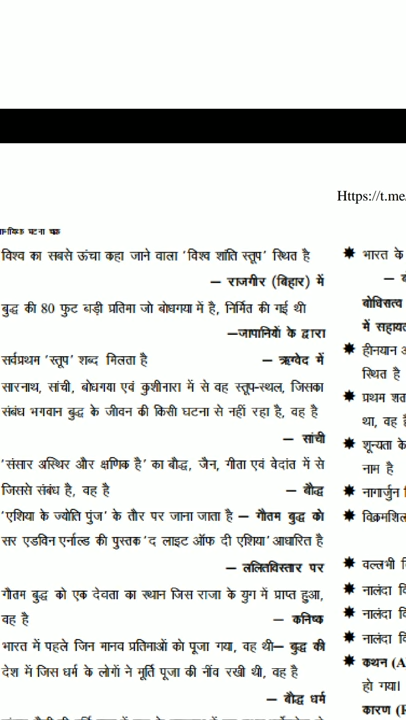 Https://t.me/
घटना चक्र
विश्व का सबसे ऊंचा कहा जाने वाला ‘विश्व शांति स्तूप’ स्थित है
– राजगीर (बिहार) में
बुद्ध की 80 फुट बड़ी प्रतिमा जो बोधगया में है, निर्मित की गई थी
–जापानियों के द्वारा
सर्वप्रथम ‘स्तूप’ शब्द मिलता है – ऋग्वेद में
सारनाथ, सांची, बोधगया एवं कुशीनारा में से वह स्तूप-स्थल, जिसका
संबंध भगवान बुद्ध के जीवन की किसी घटना से नहीं रहा है, वह है
– सांची
‘संसार अस्थिर और क्षणिक है’ का बौद्ध, जैन, गीता एवं वेदांत में से
जिससे संबंध है, वह है – बौद्ध
‘एशिया के ज्योति पुंज’ के तौर पर जाना जाता है – गौतम बुद्ध को
सर एडविन एर्नाल्ड की पुस्तक ‘द लाइट ऑफ दी एशिया’ आधारित है
– ललितविस्तार पर
गौतम बुद्ध को एक देवता का स्थान जिस राजा के युग में प्राप्त हुआ,
वह है – कनिष्क
भारत में पहले जिन मानव प्रतिमाओं को पूजा गया, वह थी– बुद्ध की
देश में जिस धर्म के लोगों ने मूर्ति पूजा की नींव रखी थी, वह है
– बौद्ध धर्म
✷ भारत के
–
बोधिसत्व
में सहाय
✷ हीनयान
स्थित है
✷ प्रथम शत
था, वह है
✷ शून्यता के
नाम है
✷ नागार्जुन
✷ विक्रमशिल
✷ वल्लभी
✷ नालंदा वि
✷ नालंदा वि
✷ नालंदा वि
✷ कथन (A
हो गया।
कारण (R